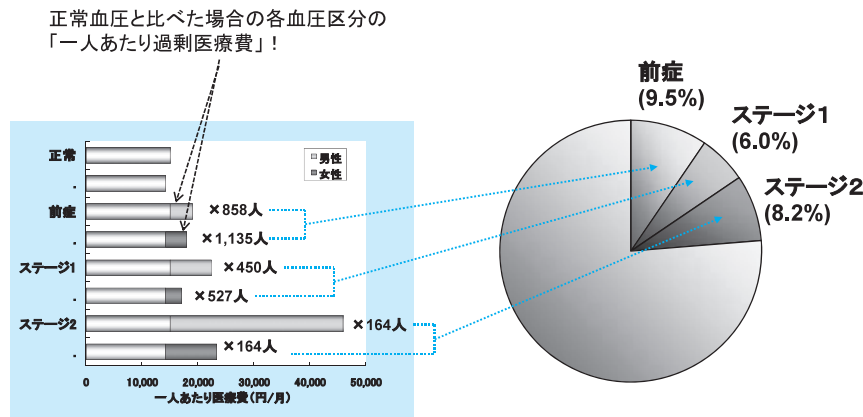 正常血圧と比べた場合の各血圧区分の
「一人あたり過剰医療費」！
正常
.
前症
.
ステージ1
.
ステージ2
.
男性
女性
×858人
×1,135人
×450人
×527人
×164人
×164人
0 10,000 20,000 30,000 40,000 50,000
一人あたり医療費（円/月）
前症
(9.5%)
ステージ1
(6.0%)
ステージ2
(8.2%)